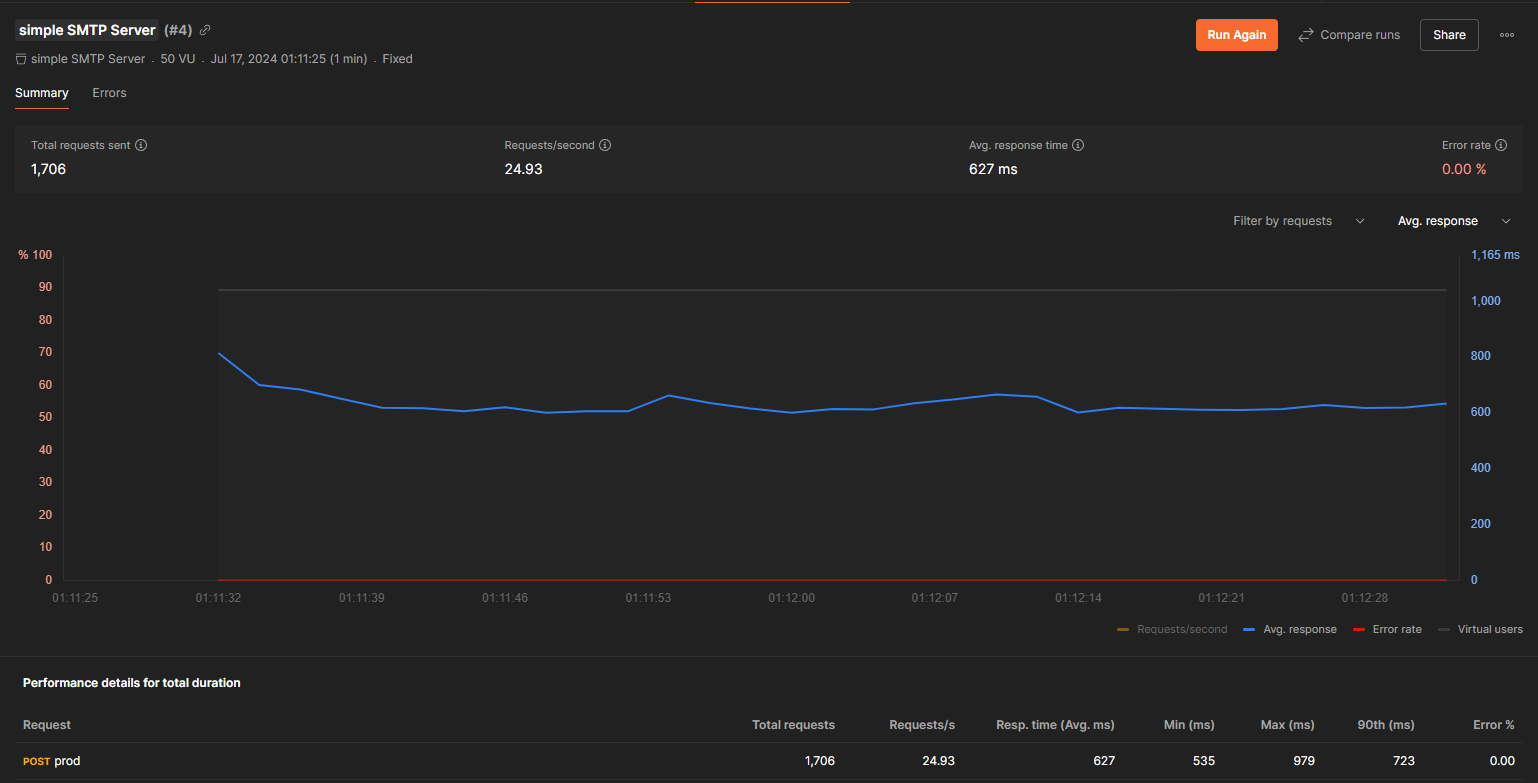 simple SMTP Server (#4)
Run Again Compare runs Share
simple SMTP Server . 50 VU . Jul 17, 2024 01:11:25 (1 min) . Fixed
Summary Errors
Total requests sent Requests/second Avg. response time Error rate
1,706 24.93 627 ms 0.00 %
Filter by requests Avg. response
% 100 1,165 ms
90 1,000
80
70 800
60
50 600
40
30 400
20 200
10
0 0
01:11:25 01:11:32 01:11:39 01:11:46 01:11:53 01:12:00 01:12:07 01:12:14 01:12:21 01:12:28
Requests/second Avg. response Error rate Virtual users
Performance details for total duration
Request Total requests Requests/s Resp. time (Avg. ms) Min (ms) Max (ms) 90th (ms) Error %
POST prod 1,706 24.93 627 535 979 723 0.00